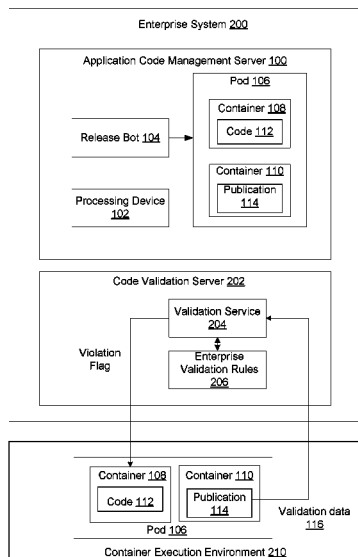 Enterprise System 200
Application Code Management Server 100
Pod 106
Container 108
Code 112
Release Bot 104
Container 110
Publication
114
Processing Device
102
Code Validation Server 202
Validation Service
204
Violation
Flag
Enterprise
Validation Rules
206
Container 108
Code 112
Container 110
Publication
114
Validation data
116
Pod 106
Container Execution Environment 210